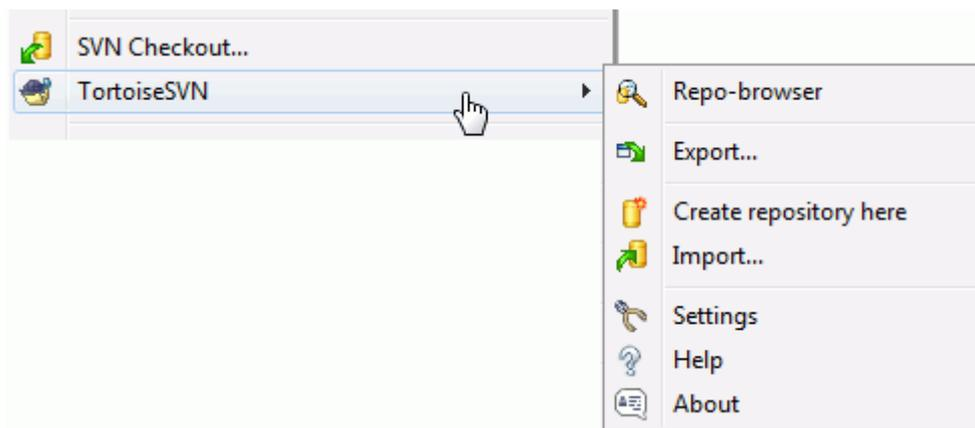 SVN Checkout...
TortoiseSVN
Repo-browser
Export...
Create repository here
Import...
Settings
Help
About